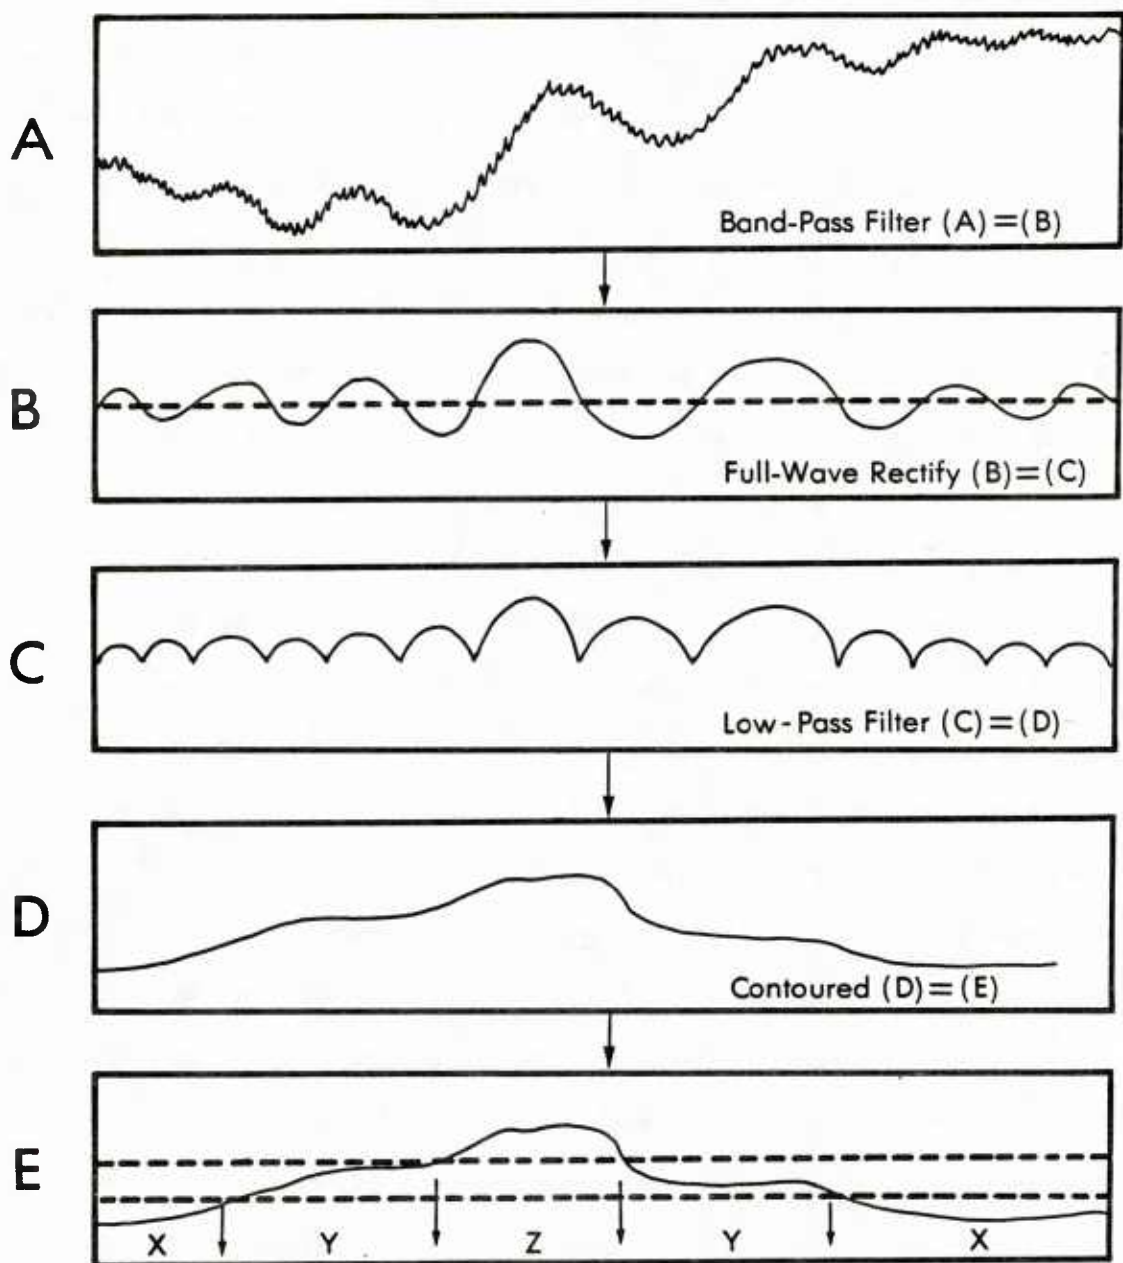 A
Band-Pass Filter (A)=(B)
B
Full-Wave Rectify (B)=(C)
C
Low-Pass Filter (C)=(D)
D
Contoured (D)=(E)
E
X Y Z Y X